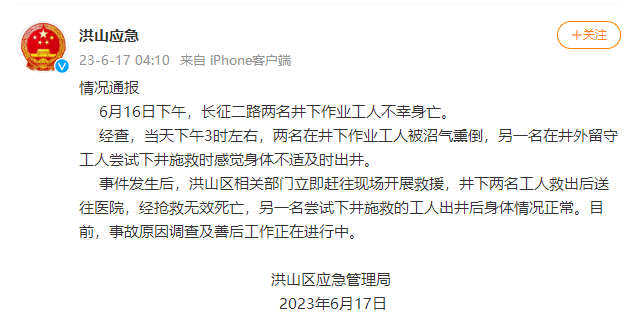 洪山应急
+关注
23-6-17 04:10 来自 iPhone客户端
情况通报
6月16日下午，长征二路两名井下作业工人不幸身亡。
经查，当天下午3时左右，两名在井下作业工人被沼气熏倒，另一名在井外留守
工人尝试下井施救时感觉身体不适及时出井。
事件发生后，洪山区相关部门立即赶往现场开展救援，井下两名工人救出后送
往医院，经抢救无效死亡，另一名尝试下井施救的工人出井后身体情况正常。目
前，事故原因调查及善后工作正在进行中。
洪山区应急管理局
2023年6月17日